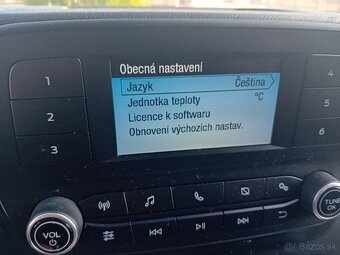 Obecná nastavení
1
Jazyk Čeština
4
Jednotka teploty °C
2
Licence k softwaru
5
Obnovení výchozích nastav.
3
6
VOL
TUNE
OK
bazos.sk